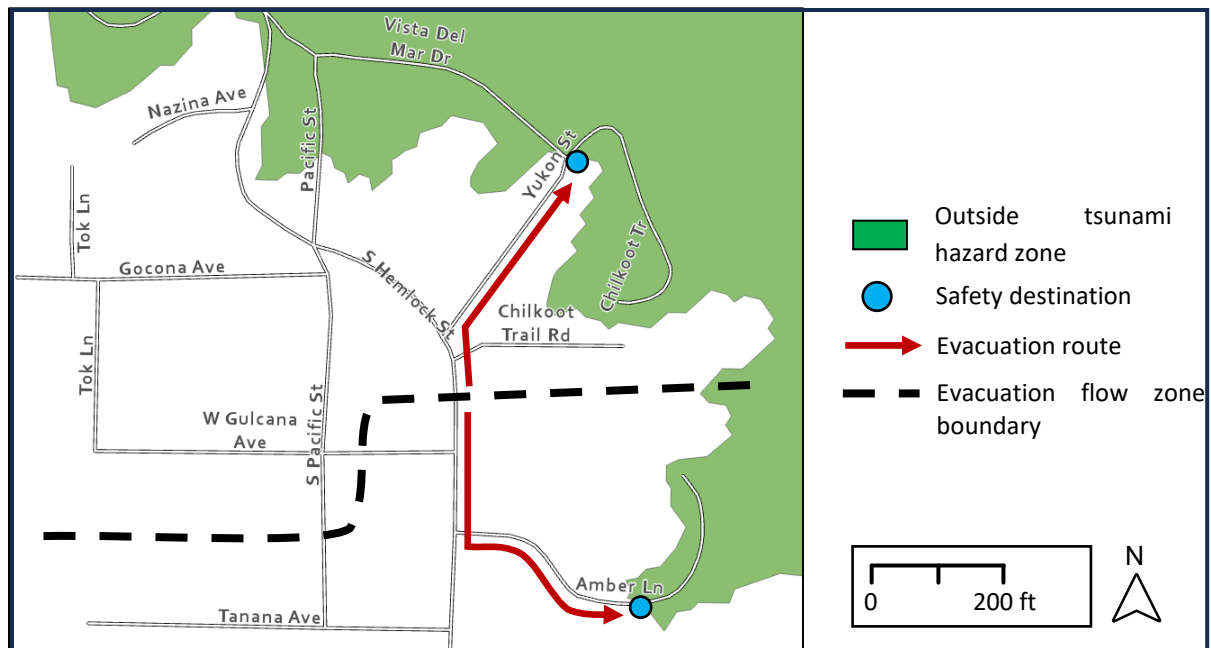 Vista Del
Mar Dr
Nazina Ave
Pacific St
Yukon St
Tok Ln
Gocona Ave
S Hemlock St
Chilkoot Tr
Chilkoot
Trail Rd
Tok Ln
W Gulcana
Ave
S Pacific St
Amber Ln
Tanana Ave
Outside tsunami
hazard zone
Safety destination
Evacuation route
Evacuation flow zone
boundary
0 200 ft
N